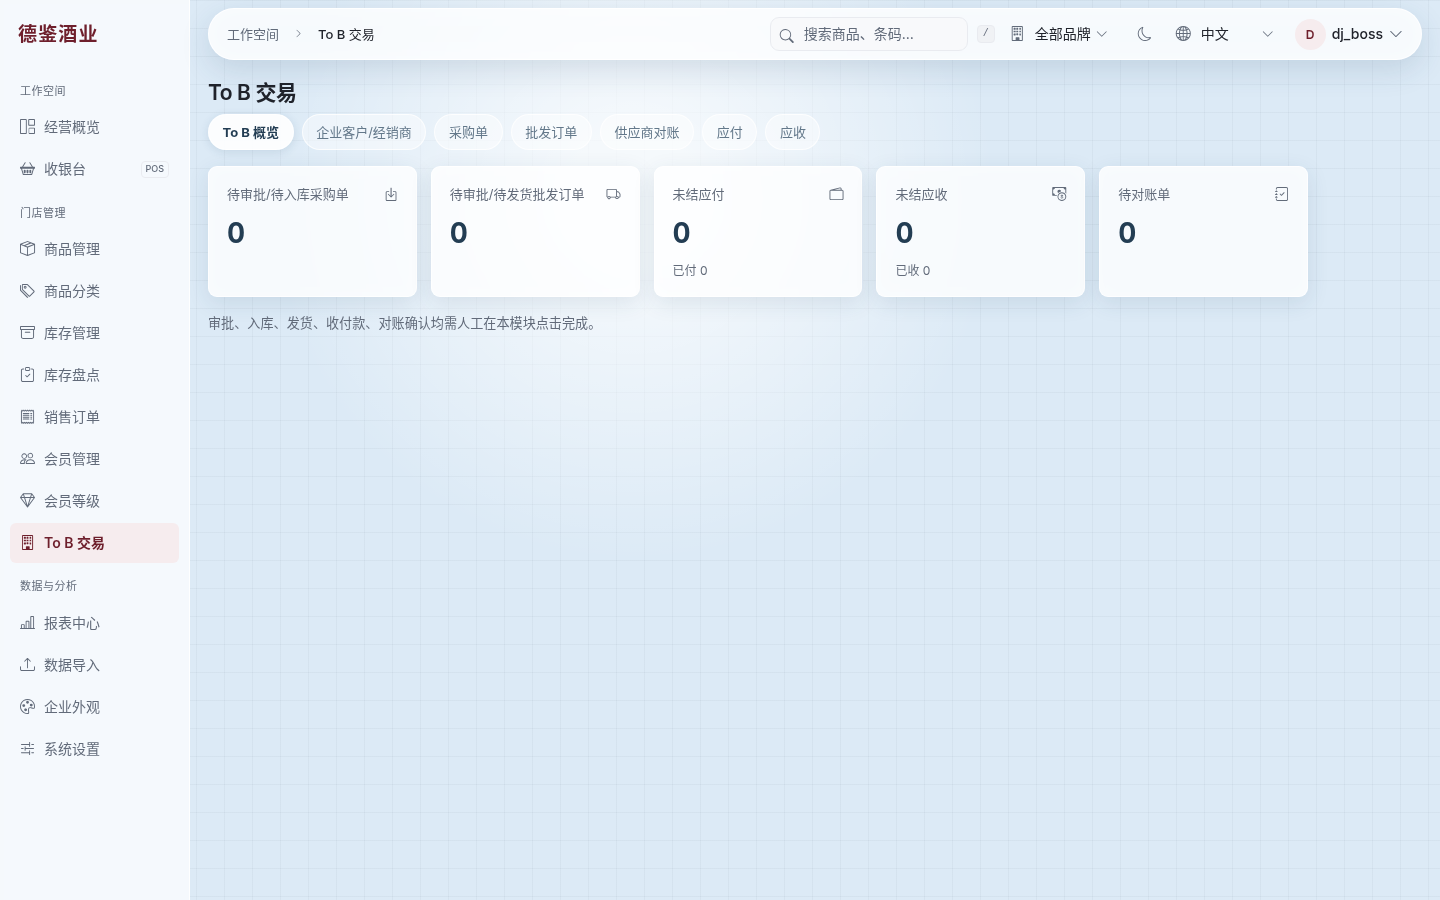 德鉴酒业
工作空间
经营概览
收银台 POS
门店管理
商品管理
商品分类
库存管理
库存盘点
销售订单
会员管理
会员等级
To B 交易
数据与分析
报表中心
数据导入
企业外观
系统设置
工作空间 To B 交易 搜索商品、条码... / 全部品牌 中文 D dj_boss
To B 交易
To B 概览 企业客户/经销商 采购单 批发订单 供应商对账 应付 应收
待审批/待入库采购单
0
待审批/待发货批发订单
0
未结应付
0
已付 0
未结应收
0
已收 0
待对账单
0
审批、入库、发货、收付款、对账确认均需人工在本模块点击完成。